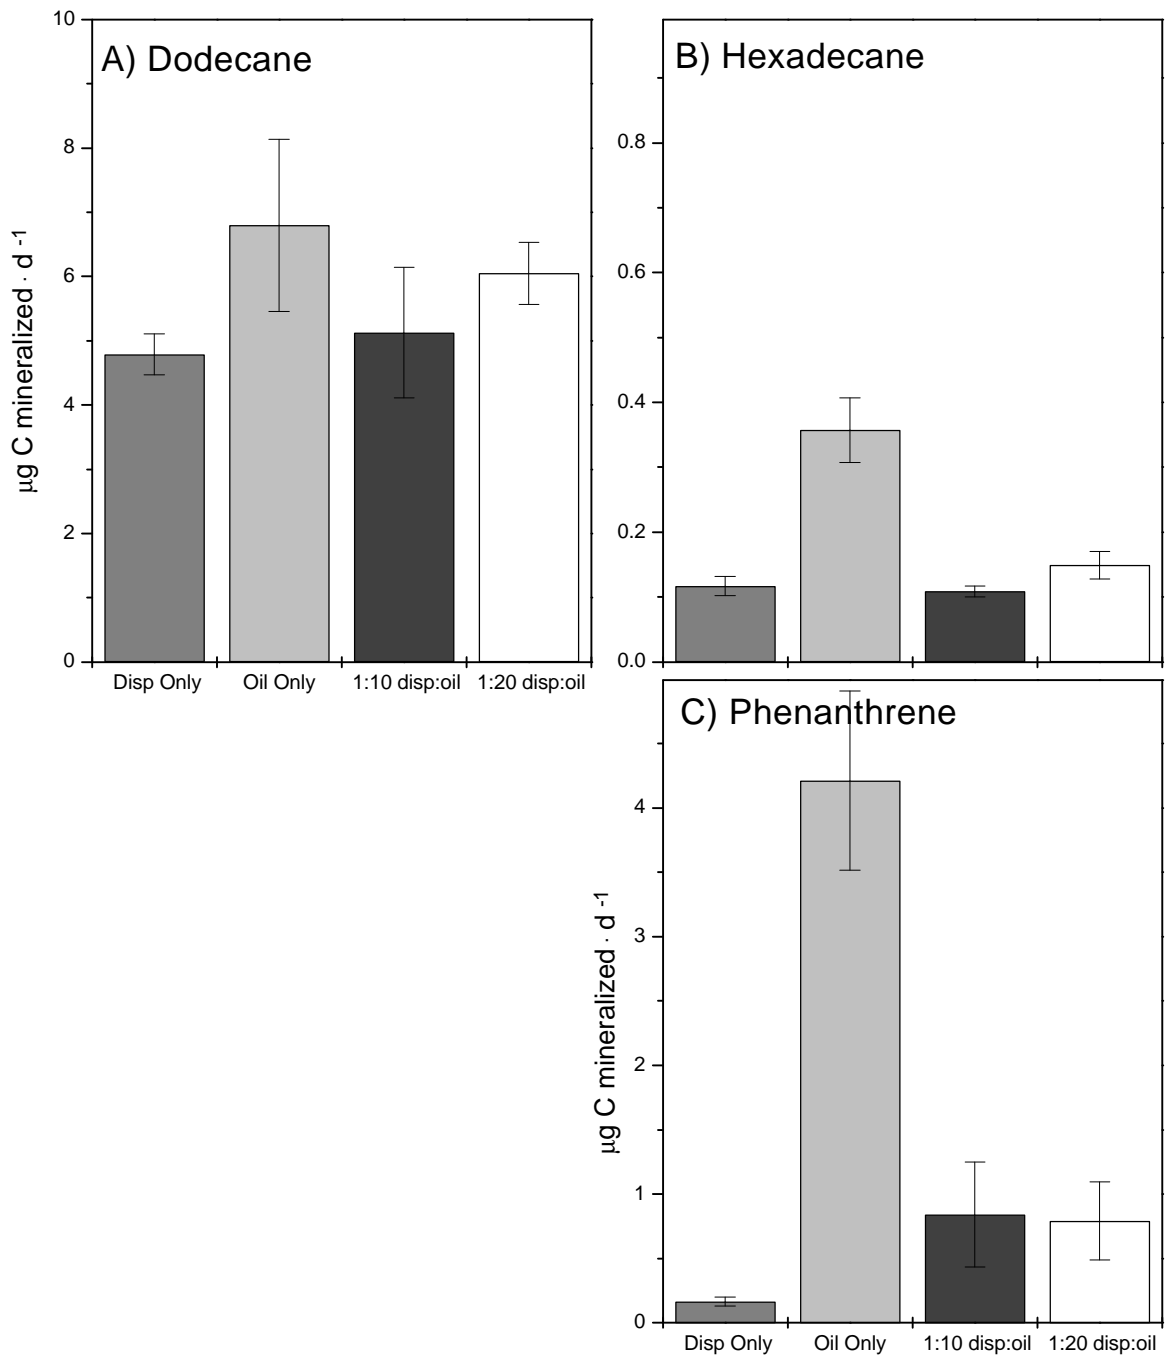 A) Dodecane
10
8
6
4
2
0
μg C mineralized · d -1
Disp Only Oil Only 1:10 disp:oil 1:20 disp:oil
B) Hexadecane
0.8
0.6
0.4
0.2
0.0
C) Phenanthrene
4
3
2
1
0
μg C mineralized · d -1
Disp Only Oil Only 1:10 disp:oil 1:20 disp:oil